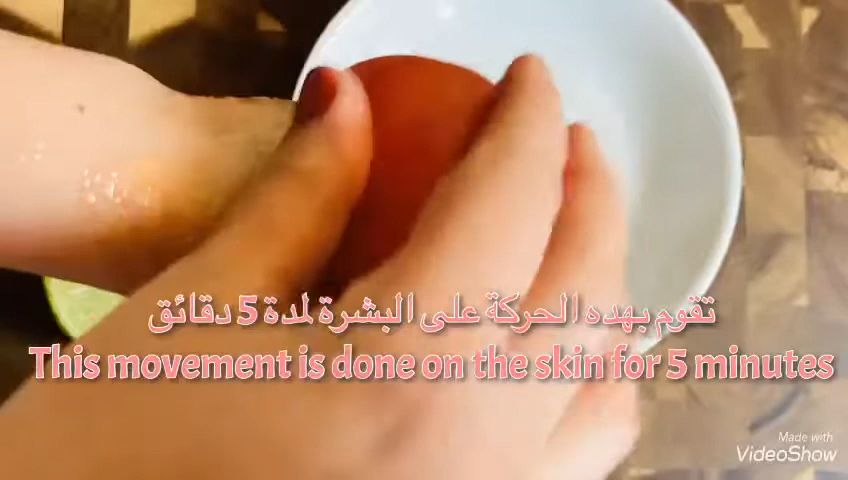 تقوم بهده الحركة على البشرة لمدة 5 دقائق
This movement is done on the skin for 5 minutes
Made with
VideoShow